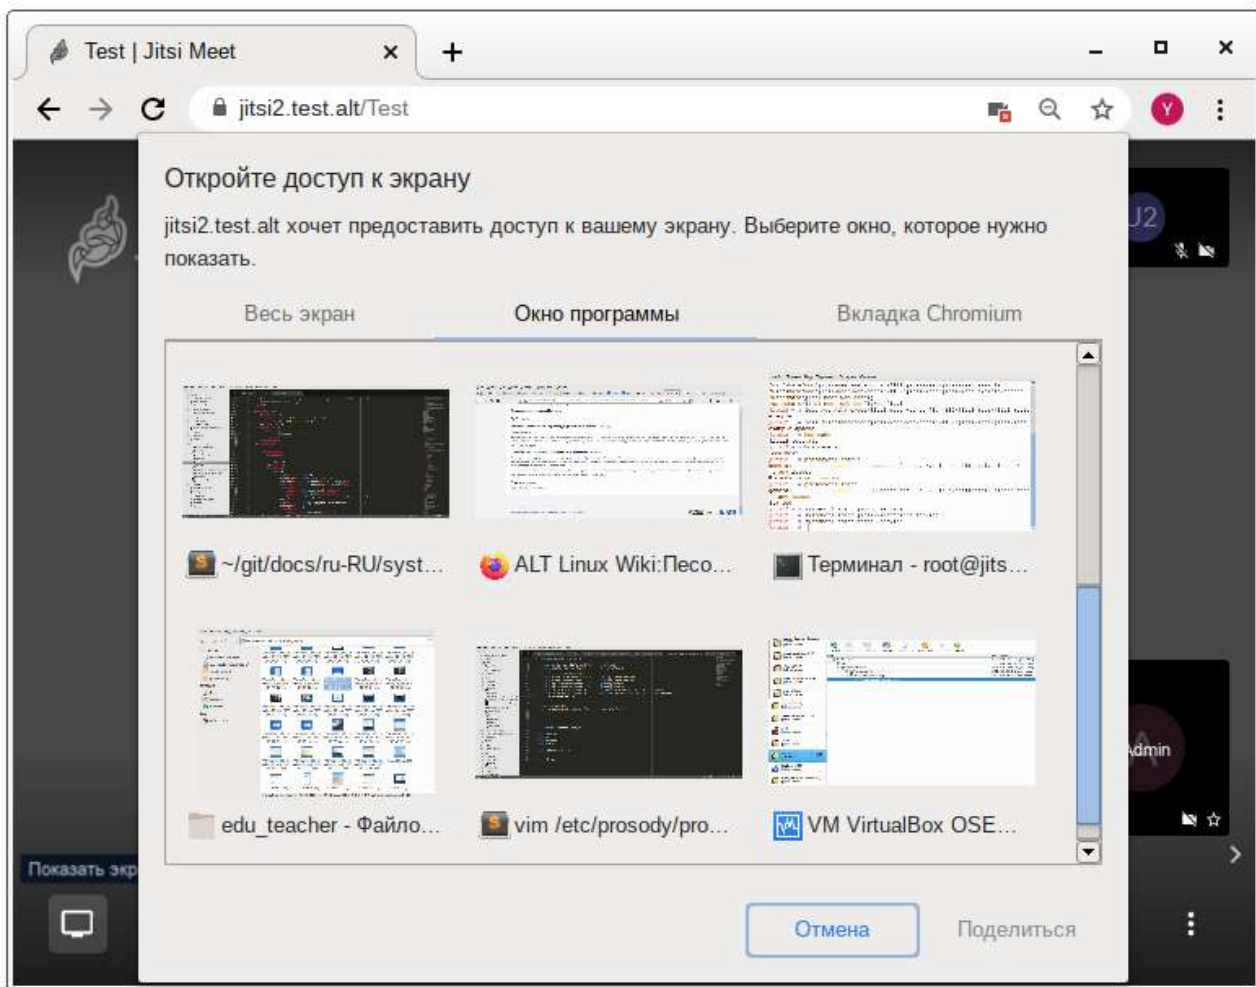 Test | Jitsi Meet
jitsi2.test.alt/Test
Y
Откройте доступ к экрану
jitsi2.test.alt хочет предоставить доступ к вашему экрану. Выберите окно, которое нужно
показать.
J2
Весь экран Окно программы Вкладка Chromium
~/git/docs/ru-RU/syst... ALT Linux Wiki:Песо... Терминал - root@jits...
Admin
edu_teacher - Файло... vim /etc/prosody/pro... VM VirtualBox OSE...
Показать экр
Отмена Поделиться